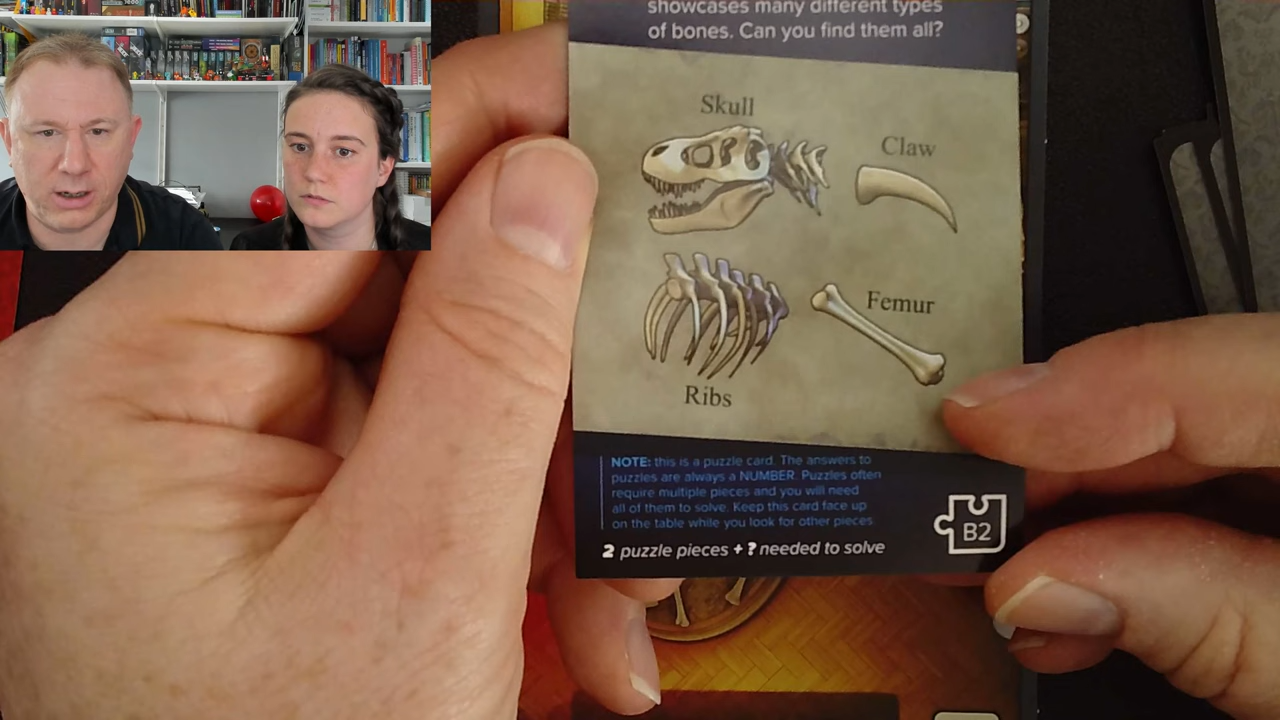 showcases many different types
of bones. Can you find them all?
Skull
Claw
Femur
Ribs
NOTE: this is a puzzle card. The answers to
puzzles are always a NUMBER. Puzzles often
require multiple pieces and you will need
all of them to solve. Keep this card face up
on the table while you look for other pieces.
2 puzzle pieces + ? needed to solve
B2